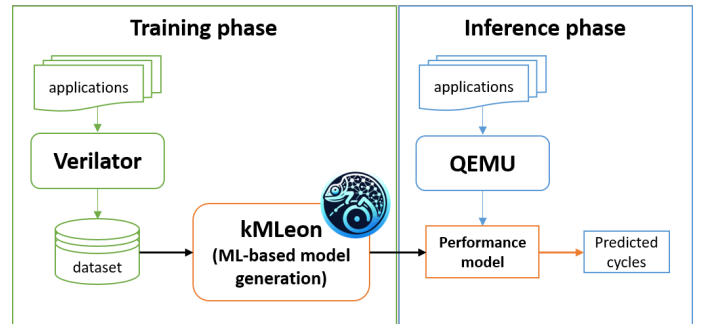 Training phase
applications
Verilator
dataset
kMLeon
(ML-based model
generation)
Inference phase
applications
QEMU
Performance
model
Predicted
cycles